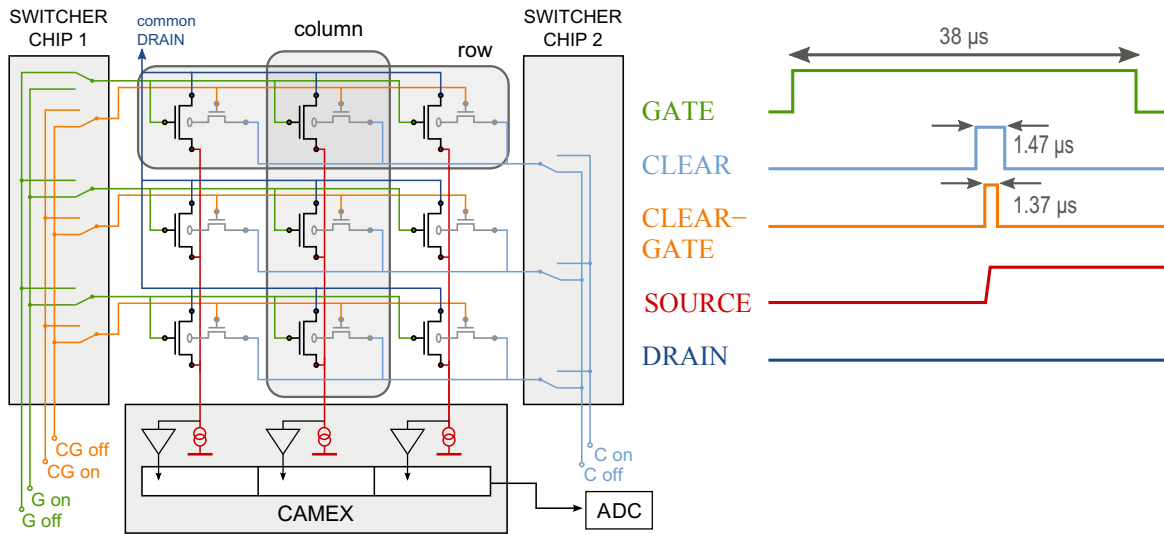 SWITCHER
CHIP 1
common
DRAIN
column
row
SWITCHER
CHIP 2
CG off
CG on
G on
G off
C on
C off
CAMEX
ADC
38 µs
GATE
CLEAR
1.47 µs
CLEAR−
GATE
1.37 µs
SOURCE
DRAIN